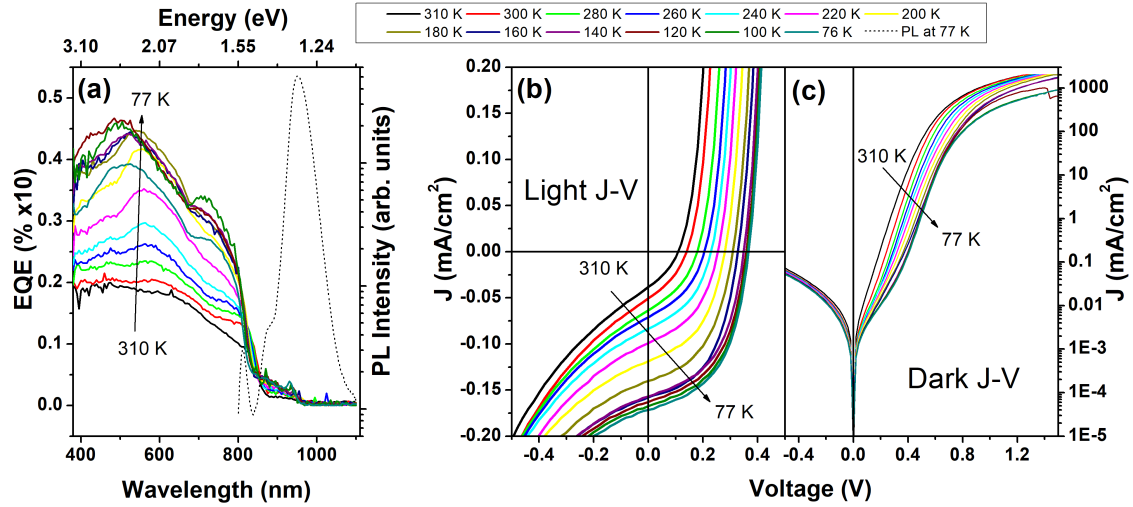 310 K 300 K 280 K 260 K 240 K 220 K 200 K
180 K 160 K 140 K 120 K 100 K 76 K PL at 77 K
Energy (eV)
3.10 2.07 1.55 1.24
(a)
77 K
310 K
EQE (% x10)
0.5
0.4
0.3
0.2
0.1
0.0
400 600 800 1000
Wavelength (nm)
PL Intensity (arb. units)
(b)
Light J-V
310 K
77 K
J (mA/cm²)
0.20
0.15
0.10
0.05
0.00
-0.05
-0.10
-0.15
-0.20
-0.4 -0.2 0.0 0.2 0.4
(c)
310 K
77 K
Dark J-V
1000
100
10
1
0.1
0.01
1E-3
1E-4
1E-5
J (mA/cm²)
-0.4 0.0 0.4 0.8 1.2
Voltage (V)